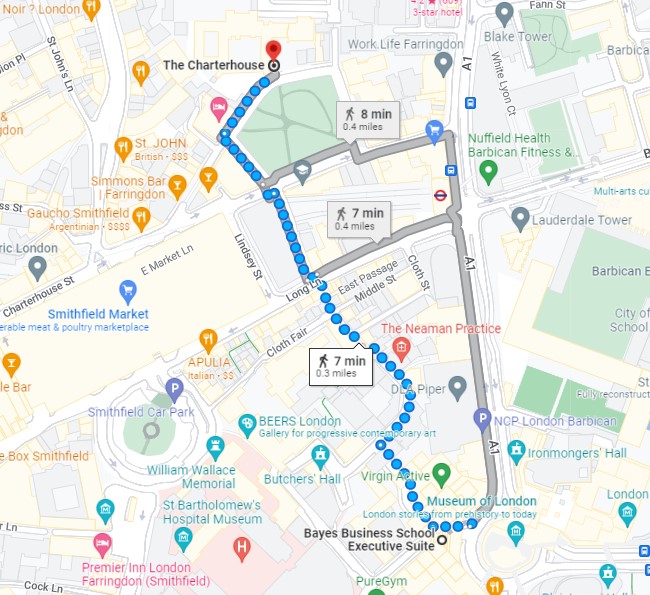 Noir ? London
4.2 ★ (609)
3-star hotel
Fann St
Blake Tower
St John's Ln
The Charterhouse
Work Life Farringdon
A1
Barbica
White Lyon Ct
8 min
0.4 miles
St. JOHN
British · $$$
Nuffield Health
Barbican Fitness &...
Simmons Bar |
Farringdon
Multi-arts cu
Gaucho Smithfield
Argentinian · $$$$
7 min
0.4 miles
Lauderdale Tower
ric London
E Market Ln
Lindsey St
East Passage
Middle St
Cloth St
A1
Long Ln
Charterhouse St
Barbican E
Smithfield Market
erable meat & poultry marketplace
City of
School
Cloth Fair
The Neaman Practice
APULIA
Italian · $$
7 min
0.3 miles
le Bar
DLA Piper
Fully reconstruct
Smithfield Car Park
BEERS London
Gallery for progressive contemporary art
NCP London Barbican
A1
e Box Smithfield
William Wallace
Memorial
Butchers' Hall
Ironmongers' Hall
Virgin Active
St Bartholomew's
Hospital Museum
Museum of London
London stories from prehistory to today
London
Bayes Business School
Executive Suite
H
Premier Inn London
Farringdon (Smithfield)
Cock Ln
PureGym